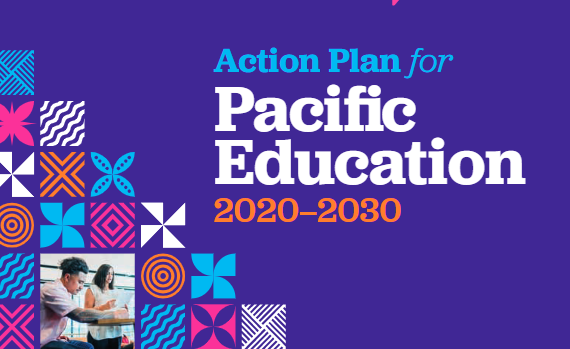 Action Plan for
Pacific
Education
2020–2030